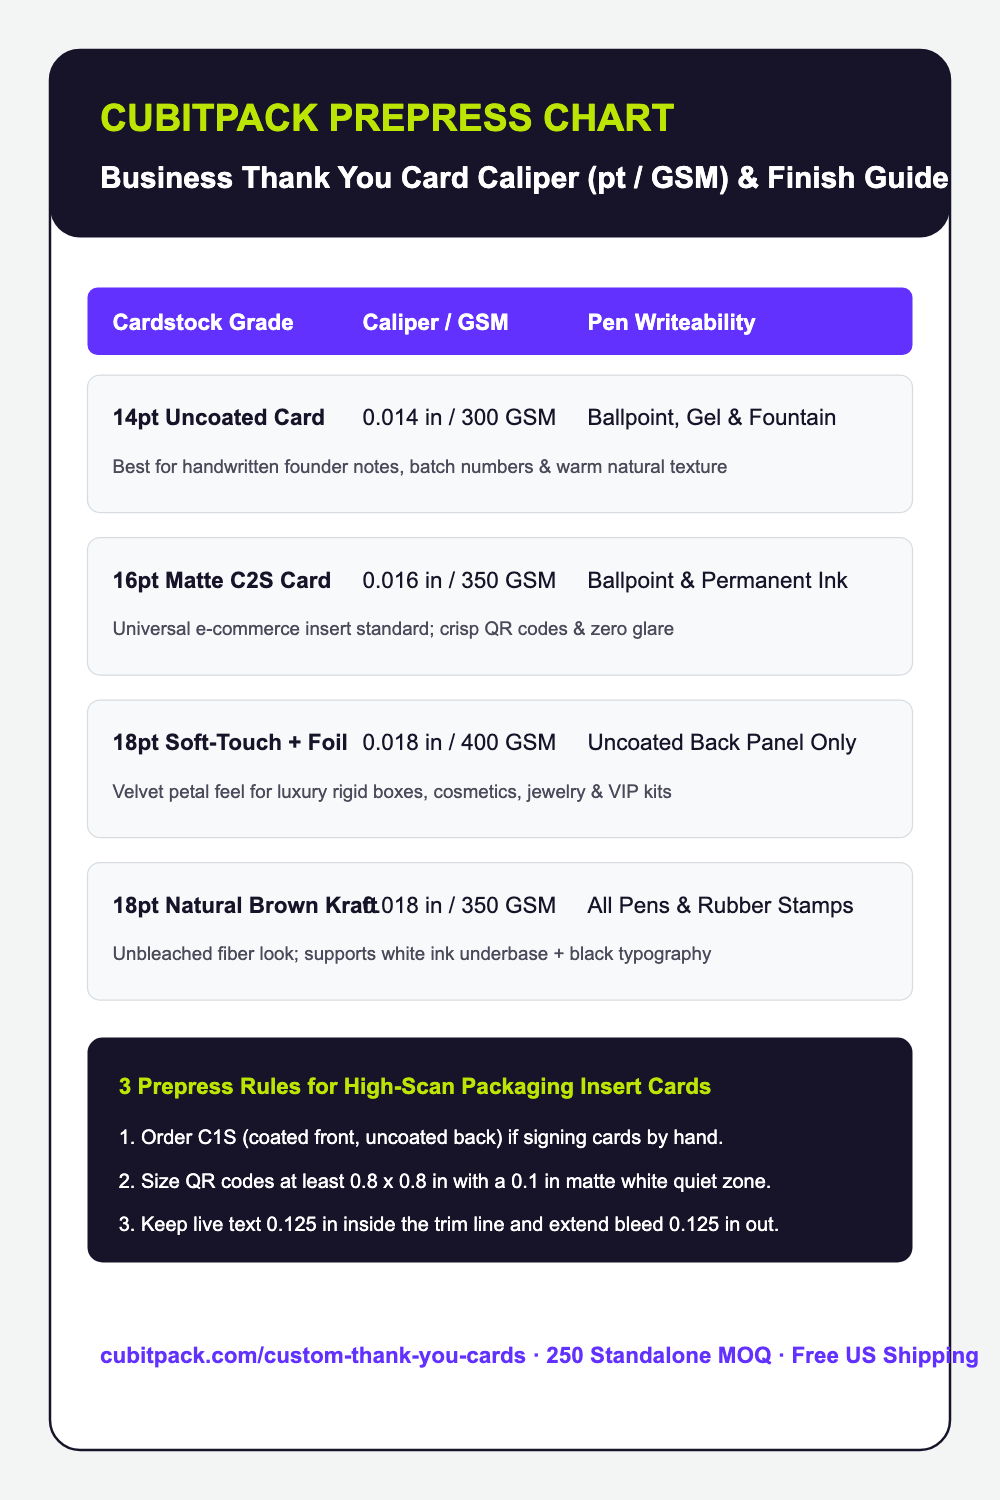 CUBITPACK PREPRESS CHART
Business Thank You Card Caliper (pt / GSM) & Finish Guide
Cardstock Grade Caliper / GSM Pen Writeability
14pt Uncoated Card 0.014 in / 300 GSM Ballpoint, Gel & Fountain
Best for handwritten founder notes, batch numbers & warm natural texture
16pt Matte C2S Card 0.016 in / 350 GSM Ballpoint & Permanent Ink
Universal e-commerce insert standard; crisp QR codes & zero glare
18pt Soft-Touch + Foil 0.018 in / 400 GSM Uncoated Back Panel Only
Velvet petal feel for luxury rigid boxes, cosmetics, jewelry & VIP kits
18pt Natural Brown Kraft 0.018 in / 350 GSM All Pens & Rubber Stamps
Unbleached fiber look; supports white ink underbase + black typography
3 Prepress Rules for High-Scan Packaging Insert Cards
1. Order C1S (coated front, uncoated back) if signing cards by hand.
2. Size QR codes at least 0.8 x 0.8 in with a 0.1 in matte white quiet zone.
3. Keep live text 0.125 in inside the trim line and extend bleed 0.125 in out.
cubitpack.com/custom-thank-you-cards · 250 Standalone MOQ · Free US Shipping